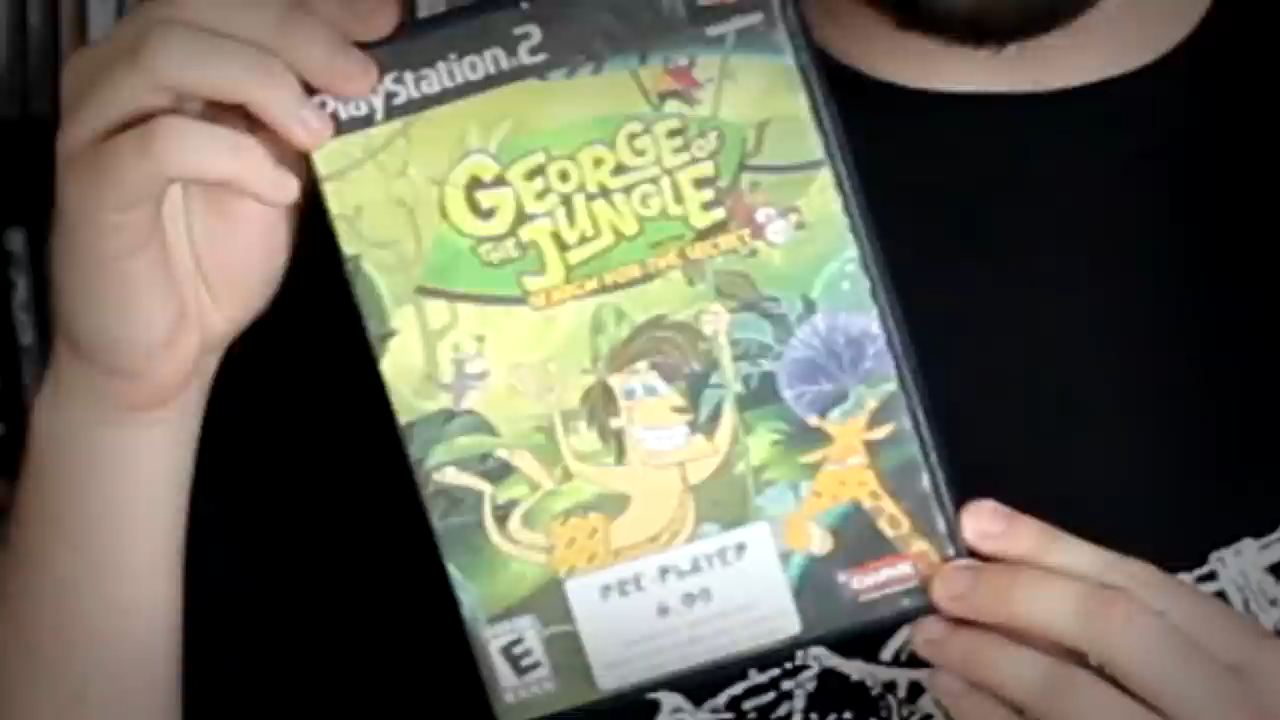 PlayStation.2
GEORGE OF
THE JUNGLE
SEARCH FOR THE SECRET
PRE-PLAYED
E